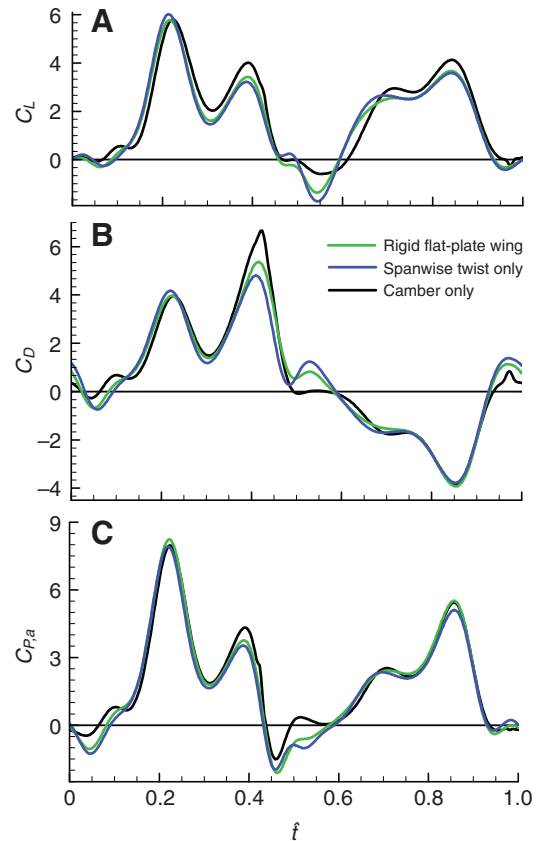 A
6
4
2
0
C_L
B
6
4
2
0
−2
−4
C_D
Rigid flat-plate wing
Spanwise twist only
Camber only
C
9
6
3
0
C_{P,a}
0 0.2 0.4 0.6 0.8 1.0
t̂